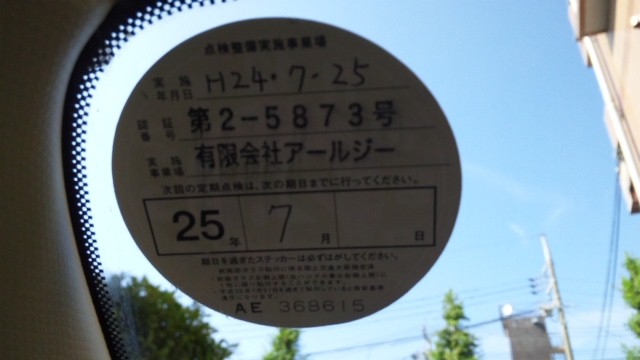 点検整備実施事業場
実施年月日 H24・7・25
認証番号 第2-5873号
実施事業場 有限会社アールジー
次回の定期点検は、次の期日までに行ってください。
25年 7月 日
期日を過ぎたステッカーは必ずはがしてください。
AE 368615